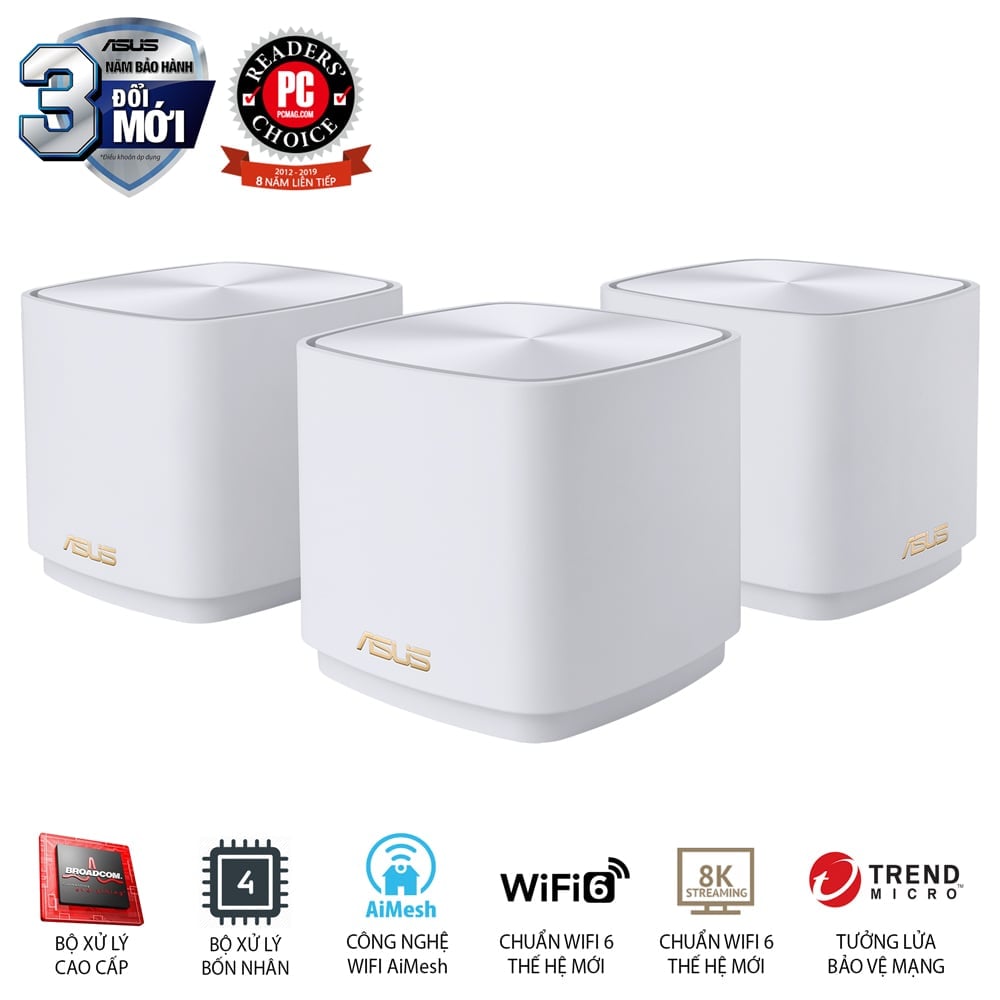 ASUS
3 NĂM BẢO HÀNH
ĐỔI
MỚI
*Điều khoản áp dụng
READERS'
PC
PCMAG.COM
CHOICE
2012 - 2019
8 NĂM LIÊN TIẾP
ASUS
ASUS
ASUS
BROADCOM.
4
AiMesh
WiFi6
8K
STREAMING
TREND
MICRO™
BỘ XỬ LÝ
CAO CẤP
BỘ XỬ LÝ
BỐN NHÂN
CÔNG NGHỆ
WIFI AiMesh
CHUẨN WIFI 6
THẾ HỆ MỚI
CHUẨN WIFI 6
THẾ HỆ MỚI
TƯỞNG LỬA
BẢO VỆ MẠNG